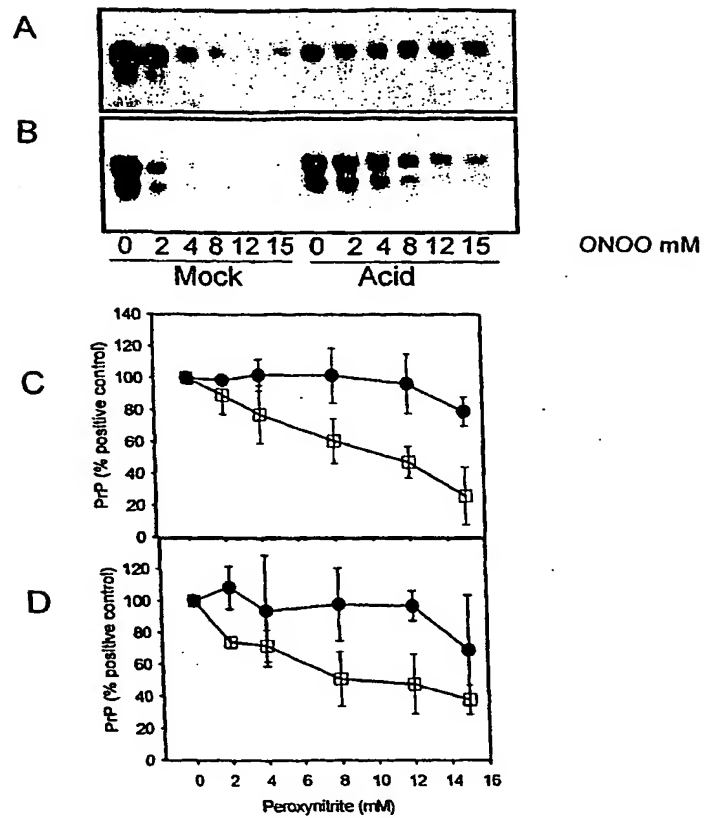 A
B
0 2 4 8 12 15 0 2 4 8 12 15 ONOO mM
Mock Acid
C
PrP (% positive control)
140
120
100
80
60
40
20
0
D
PrP (% positive control)
120
100
80
60
40
20
0
0 2 4 6 8 10 12 14 16
Peroxynitrite (mM)